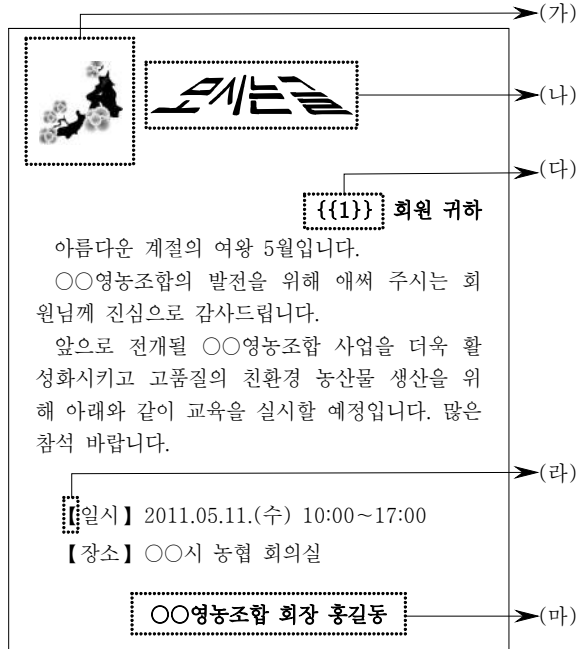 (가)
모시는글
(나)
(다)
{{1}} 회원 귀하
아름다운 계절의 여왕 5월입니다.
○○영농조합의 발전을 위해 애써 주시는 회
원님께 진심으로 감사드립니다.
앞으로 전개될 ○○영농조합 사업을 더욱 활
성화시키고 고품질의 친환경 농산물 생산을 위
해 아래와 같이 교육을 실시할 예정입니다. 많은
참석 바랍니다.
(라)
【일시】 2011.05.11.(수) 10:00～17:00
【장소】 ○○시 농협 회의실
○○영농조합 회장 홍길동
(마)